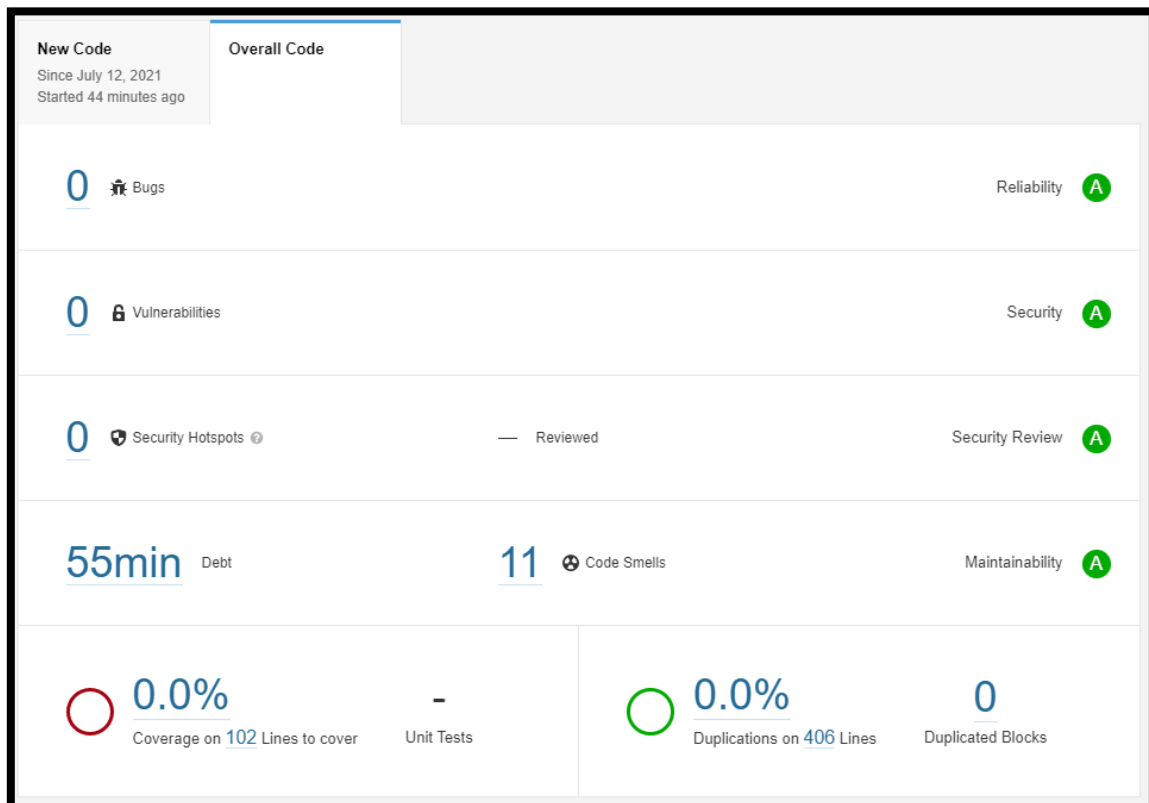 New Code
Since July 12, 2021
Started 44 minutes ago
Overall Code
0 Bugs
Reliability A
0 Vulnerabilities
Security A
0 Security Hotspots ?
— Reviewed
Security Review A
55min Debt
11 Code Smells
Maintainability A
0.0%
Coverage on 102 Lines to cover
-
Unit Tests
0.0%
Duplications on 406 Lines
0
Duplicated Blocks